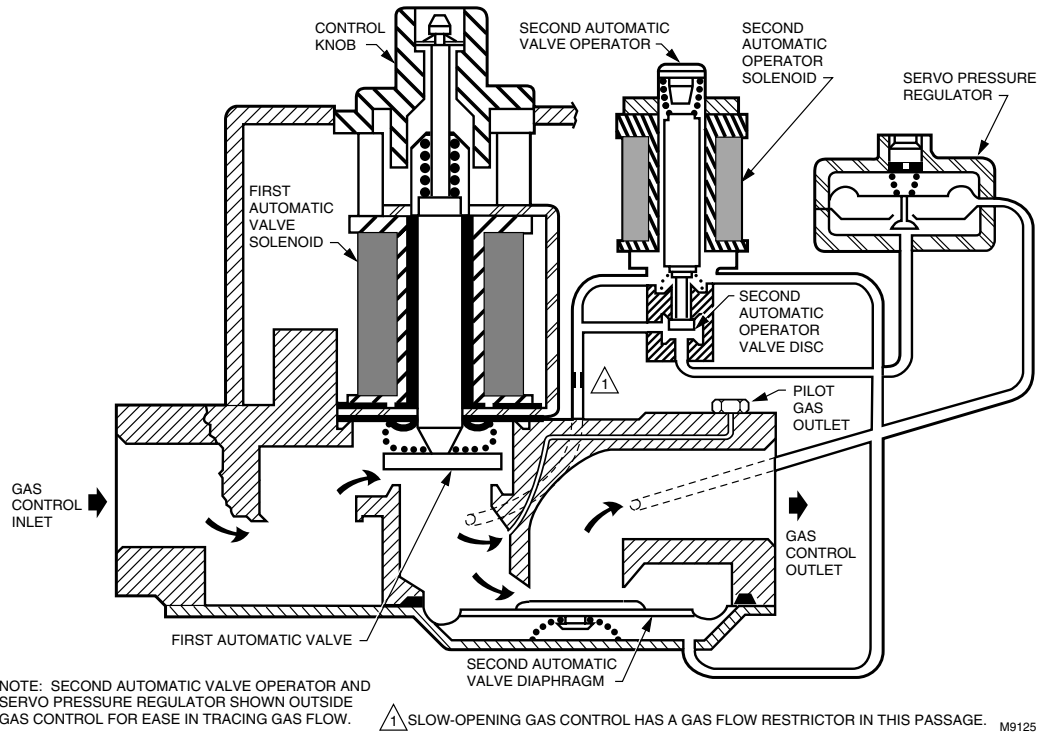 CONTROL
KNOB
SECOND AUTOMATIC
VALVE OPERATOR
SECOND
AUTOMATIC
OPERATOR
SOLENOID
SERVO PRESSURE
REGULATOR
FIRST
AUTOMATIC
VALVE
SOLENOID
SECOND
AUTOMATIC
OPERATOR
VALVE DISC
1
PILOT
GAS
OUTLET
GAS
CONTROL
INLET
GAS
CONTROL
OUTLET
FIRST AUTOMATIC VALVE
SECOND AUTOMATIC
VALVE DIAPHRAGM
NOTE: SECOND AUTOMATIC VALVE OPERATOR AND
SERVO PRESSURE REGULATOR SHOWN OUTSIDE
GAS CONTROL FOR EASE IN TRACING GAS FLOW.
1 SLOW-OPENING GAS CONTROL HAS A GAS FLOW RESTRICTOR IN THIS PASSAGE.
M9125